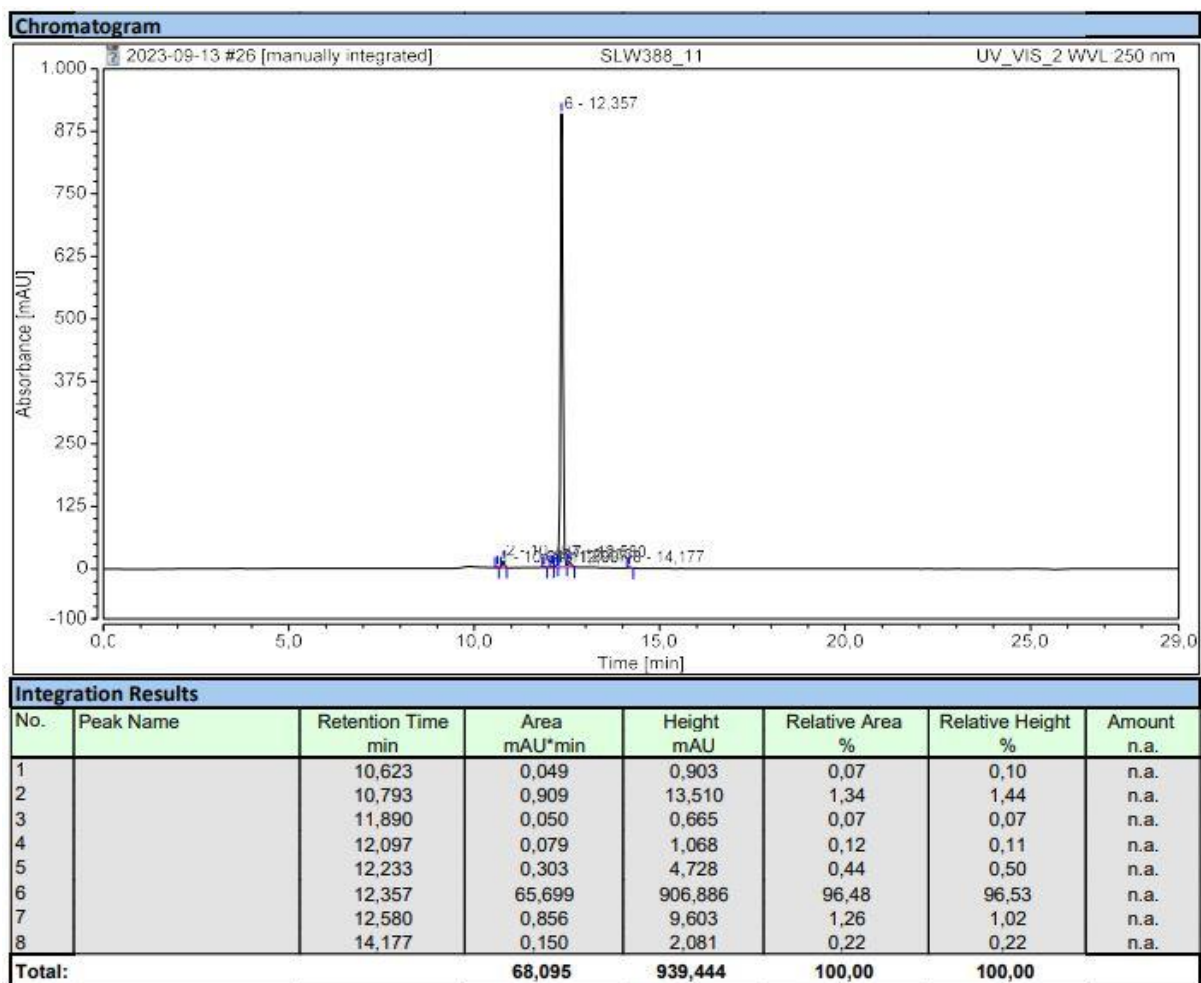 Chromatogram
2023-09-13 #26 [manually integrated] SLW388_11 UV_VIS_2 WVL:250 nm
1.000
6 - 12,357
875
750
625
500
375
250
125
0
-100
Absorbance [mAU]
8 - 14,177
0,0 5,0 10,0 15,0 20,0 25,0 29,0
Time [min]
Integration Results
No. Peak Name Retention Time Area Height Relative Area Relative Height Amount
min mAU*min mAU % % n.a.
1 10,623 0,049 0,903 0,07 0,10 n.a.
2 10,793 0,909 13,510 1,34 1,44 n.a.
3 11,890 0,050 0,665 0,07 0,07 n.a.
4 12,097 0,079 1,068 0,12 0,11 n.a.
5 12,233 0,303 4,728 0,44 0,50 n.a.
6 12,357 65,699 906,886 96,48 96,53 n.a.
7 12,580 0,856 9,603 1,26 1,02 n.a.
8 14,177 0,150 2,081 0,22 0,22 n.a.
Total: 68,095 939,444 100,00 100,00